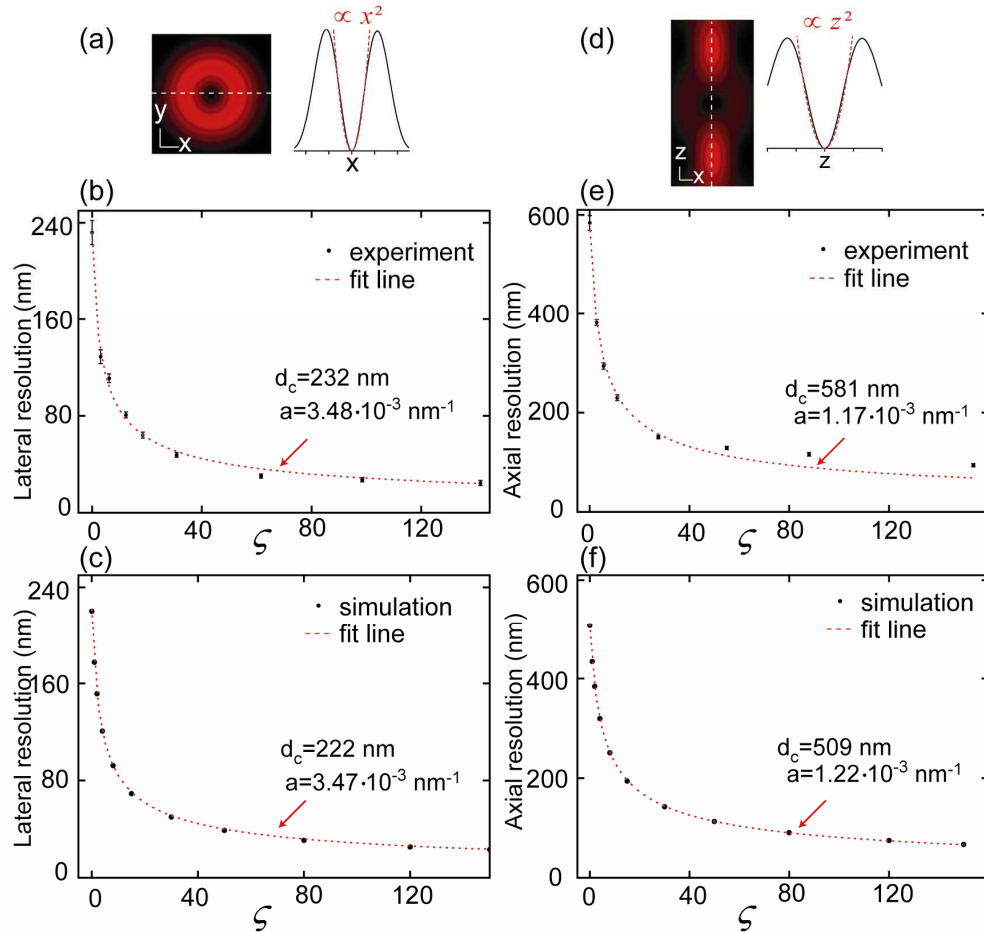 (a)
y
x
∝ x²
x
(d)
z
x
∝ z²
z
(b)
Lateral resolution (nm)
240
160
80
0
experiment
fit line
d_c=232 nm
a=3.48·10⁻³ nm⁻¹
0 40 80 120
ς
(e)
Axial resolution (nm)
600
400
200
0
experiment
fit line
d_c=581 nm
a=1.17·10⁻³ nm⁻¹
0 40 80 120
ς
(c)
Lateral resolution (nm)
240
160
80
0
simulation
fit line
d_c=222 nm
a=3.47·10⁻³ nm⁻¹
0 40 80 120
ς
(f)
Axial resolution (nm)
600
400
200
0
simulation
fit line
d_c=509 nm
a=1.22·10⁻³ nm⁻¹
0 40 80 120
ς